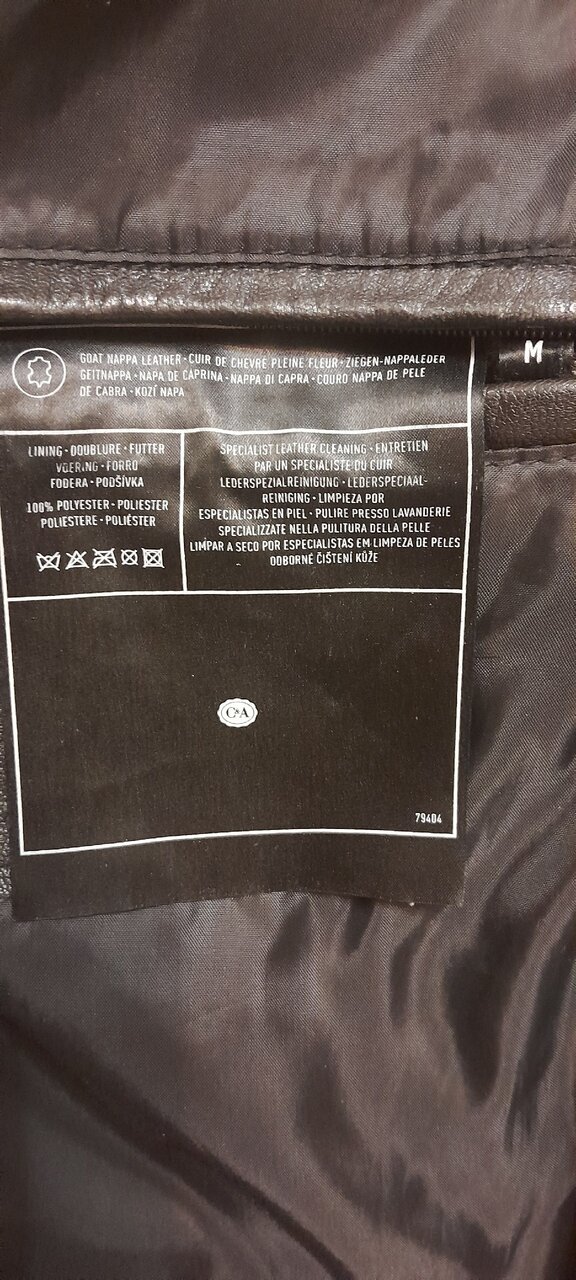 GOAT NAPPA LEATHER · CUIR DE CHEVRE PLEINE FLEUR · ZIEGEN-NAPPALEDER
GEITNAPPA · NAPA DE CAPRINA · NAPPA DI CAPRA · COURO NAPPA DE PELE
DE CABRA · KOZÍ NAPA
M
LINING · DOUBLURE · FUTTER
VOERING · FORRO
FODERA · PODŠÍVKA
100% POLYESTER · POLIESTER
POLIESTERE · POLIÉSTER
SPECIALIST LEATHER CLEANING · ENTRETIEN
PAR UN SPECIALISTE DU CUIR
LEDERSPEZIALREINIGUNG · LEDERSPECIAAL-
REINIGING · LIMPIEZA POR
ESPECIALISTAS EN PIEL · PULIRE PRESSO LAVANDERIE
SPECIALIZZATE NELLA PULITURA DELLA PELLE
LIMPAR A SECO POR ESPECIALISTAS EM LIMPEZA DE PELES
ODBORNÉ ČIŠTENÍ KŮŽE
C&A
79404